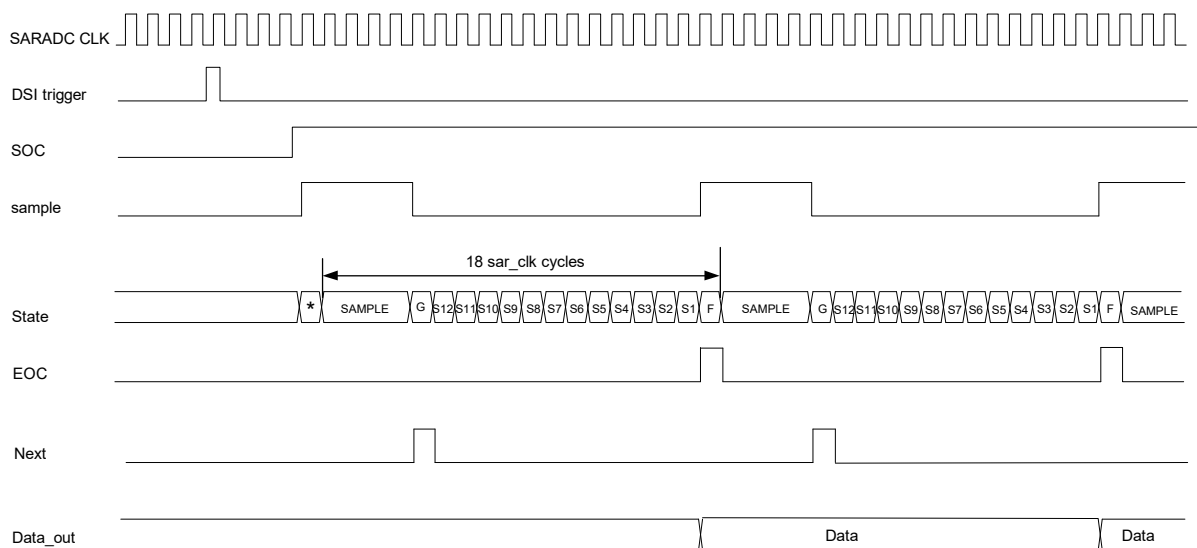 SARADC CLK
DSI trigger
SOC
sample
18 sar_clk cycles
State * SAMPLE G S12 S11 S10 S9 S8 S7 S6 S5 S4 S3 S2 S1 F SAMPLE G S12 S11 S10 S9 S8 S7 S6 S5 S4 S3 S2 S1 F SAMPLE
EOC
Next
Data_out Data Data